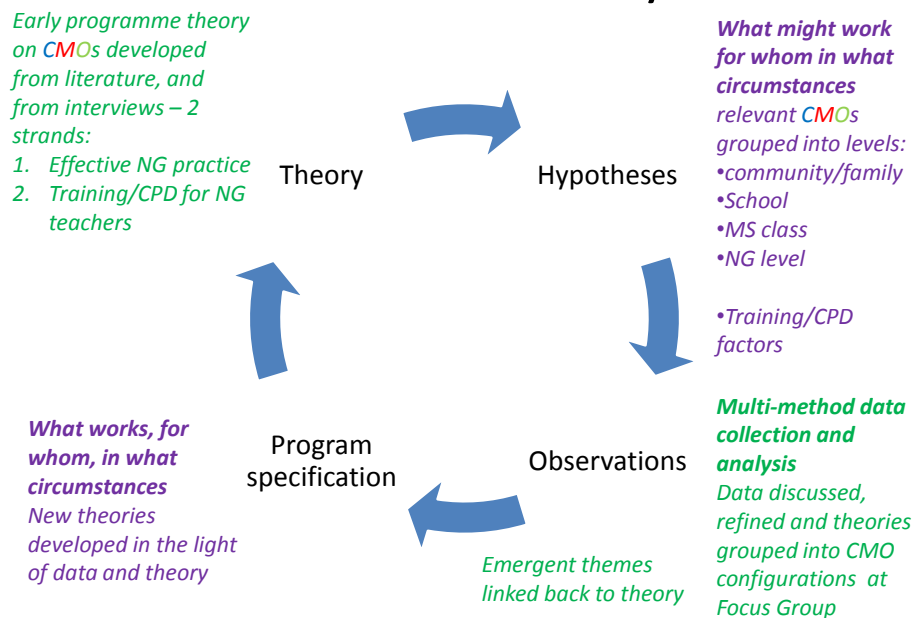 Early programme theory
on CMOs developed
from literature, and
from interviews – 2
strands:
1. Effective NG practice
2. Training/CPD for NG
teachers
Theory
Hypotheses
What might work
for whom in what
circumstances
relevant CMOs
grouped into levels:
•community/family
•School
•MS class
•NG level
•Training/CPD
factors
What works, for
whom, in what
circumstances
New theories
developed in the light
of data and theory
Program
specification
Observations
Multi-method data
collection and
analysis
Data discussed,
refined and theories
grouped into CMO
configurations at
Focus Group
Emergent themes
linked back to theory